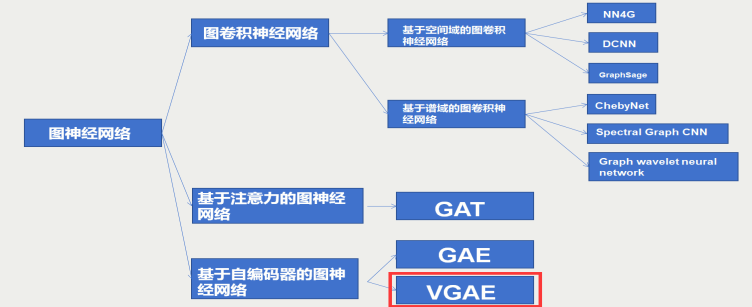 图神经网络
图卷积神经网络
基于空间域的图卷积
神经网络
NN4G
DCNN
GraphSage
基于谱域的图卷积神
经网络
ChebyNet
Spectral Graph CNN
Graph wavelet neural
network
基于注意力的图神经
网络
GAT
基于自编码器的图神
经网络
GAE
VGAE